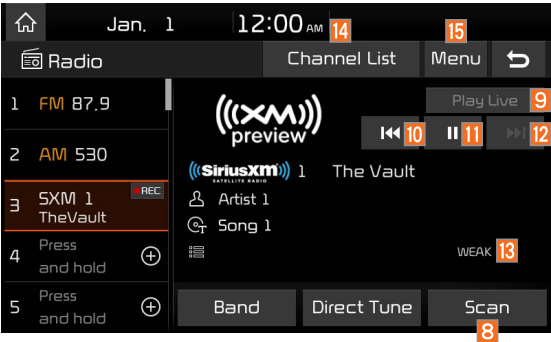 Jan. 1 12:00 AM 14 15
Radio Channel List Menu
1 FM 87.9
2 AM 530
3 SXM 1 REC
TheVault
4 Press
and hold
5 Press
and hold
((XM))
preview
Play Live 9
10 11 12
((SiriusXM)) 1 The Vault
SATELLITE RADIO
Artist 1
Song 1
WEAK 13
Band Direct Tune Scan
8